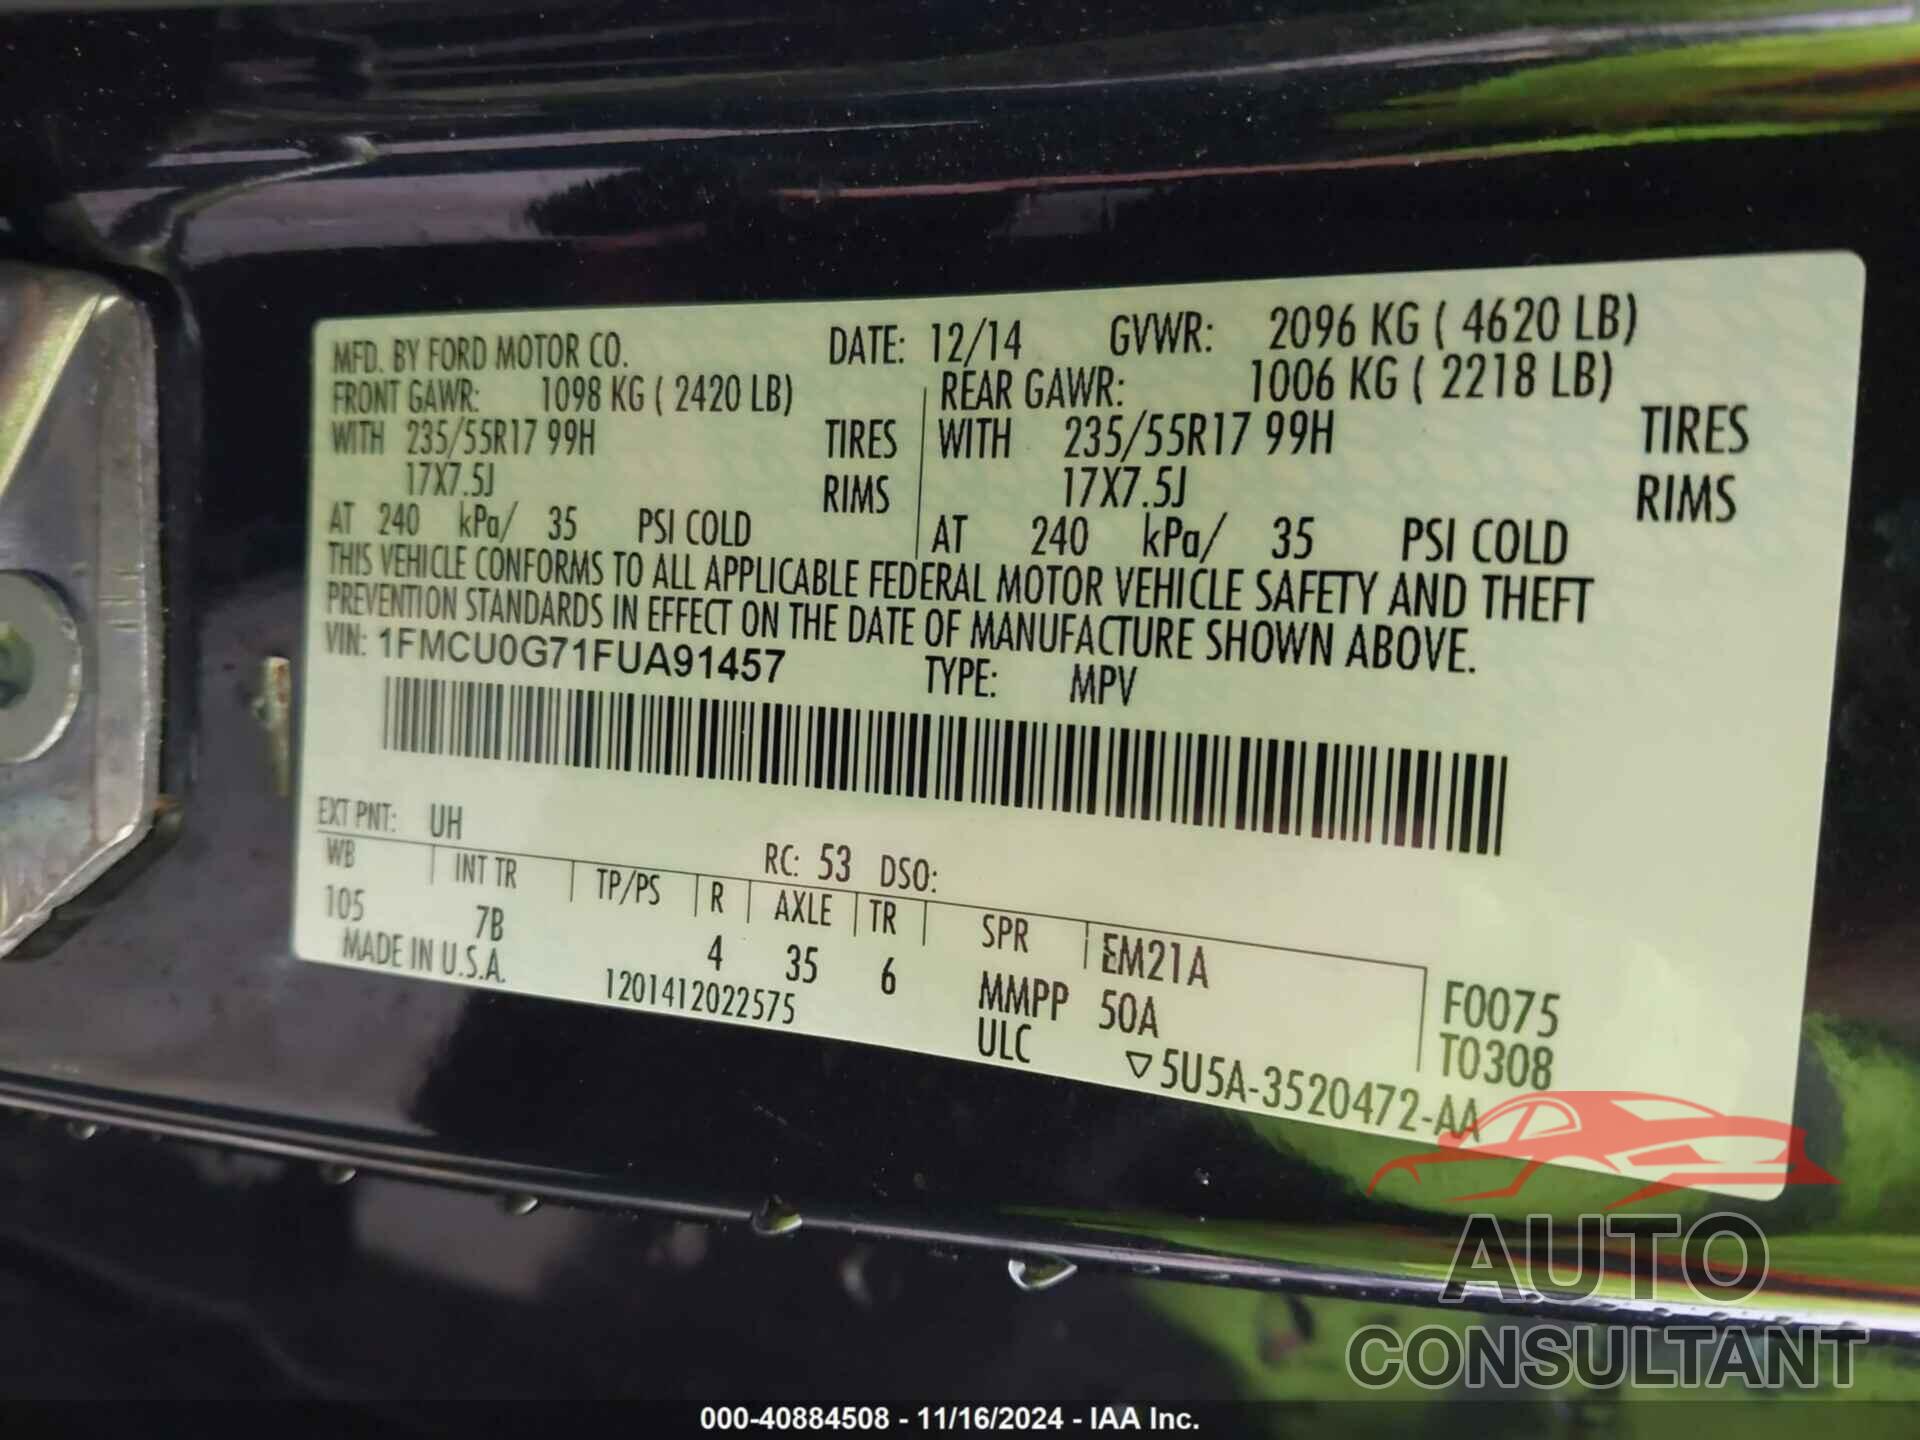 MFD. BY FORD MOTOR CO. DATE: 12/14 GVWR: 2096 KG ( 4620 LB)
FRONT GAWR: 1098 KG ( 2420 LB) REAR GAWR: 1006 KG ( 2218 LB)
WITH 235/55R17 99H TIRES WITH 235/55R17 99H TIRES
17X7.5J RIMS 17X7.5J RIMS
AT 240 kPa/ 35 PSI COLD AT 240 kPa/ 35 PSI COLD
THIS VEHICLE CONFORMS TO ALL APPLICABLE FEDERAL MOTOR VEHICLE SAFETY AND THEFT
PREVENTION STANDARDS IN EFFECT ON THE DATE OF MANUFACTURE SHOWN ABOVE.
VIN: 1FMCU0G71FUA91457 TYPE: MPV
EXT PNT: UH RC: 53 DSO:
WB INT TR TP/PS R AXLE TR SPR EM21A
105 7B 4 35 6 MMPP 50A F0075
MADE IN U.S.A. 1201412022575 ULC T0308
▽5U5A-3520472-AA
AUTO
CONSULTANT
000-40884508 - 11/16/2024 - IAA Inc.